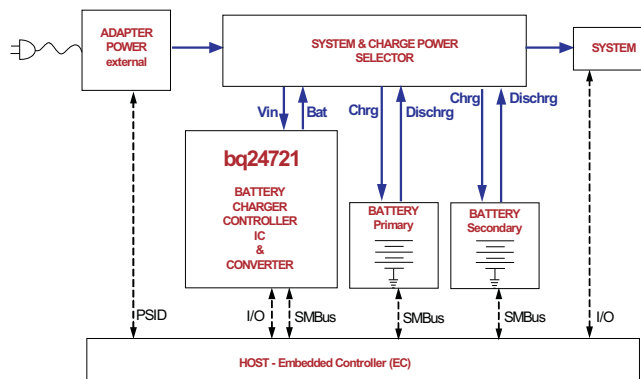 ADAPTER
POWER
external
SYSTEM & CHARGE POWER
SELECTOR
SYSTEM
Vin
Bat
Chrg
Dischrg
Chrg
Dischrg
bq24721
BATTERY
CHARGER
CONTROLLER
IC
&
CONVERTER
BATTERY
Primary
BATTERY
Secondary
PSID
I/O
SMBus
SMBus
SMBus
I/O
HOST - Embedded Controller (EC)